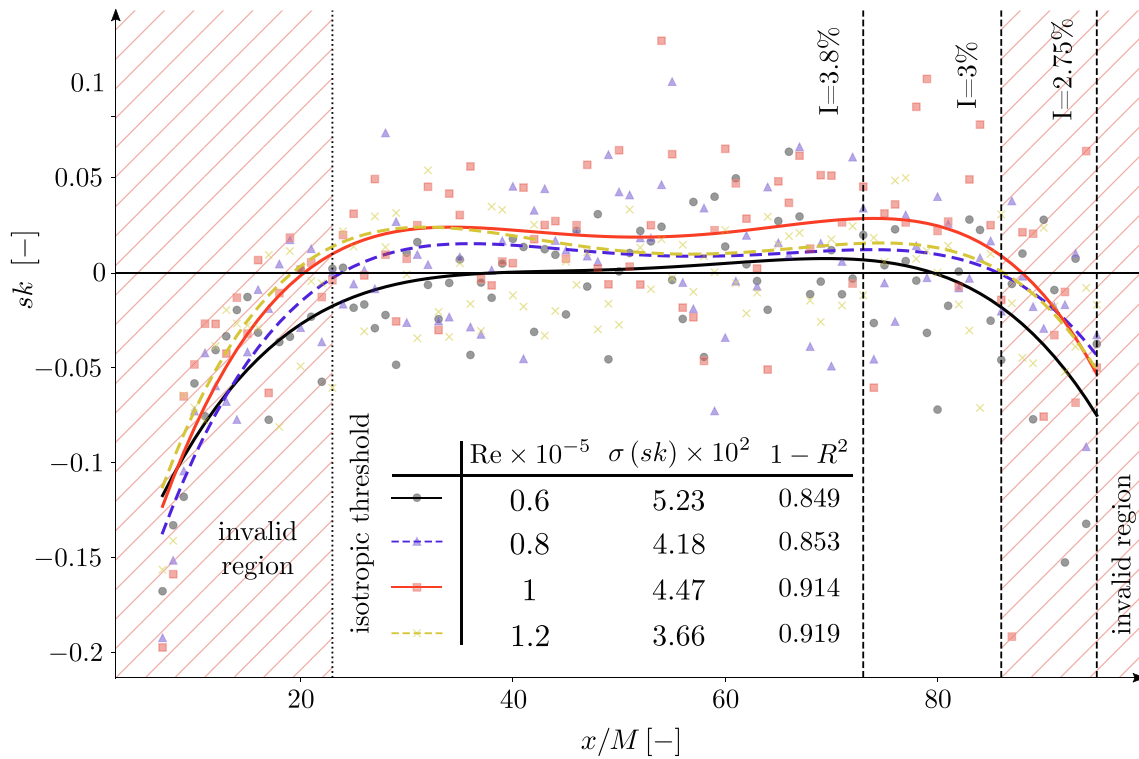 0.1
0.05
0
−0.05
−0.1
−0.15
−0.2
sk [−]
I=3.8%
I=3%
I=2.75%
invalid
region
isotropic threshold
Re × 10⁻⁵ σ (sk) × 10² 1 − R²
0.6 5.23 0.849
0.8 4.18 0.853
1 4.47 0.914
1.2 3.66 0.919
invalid region
20 40 60 80
x/M [−]